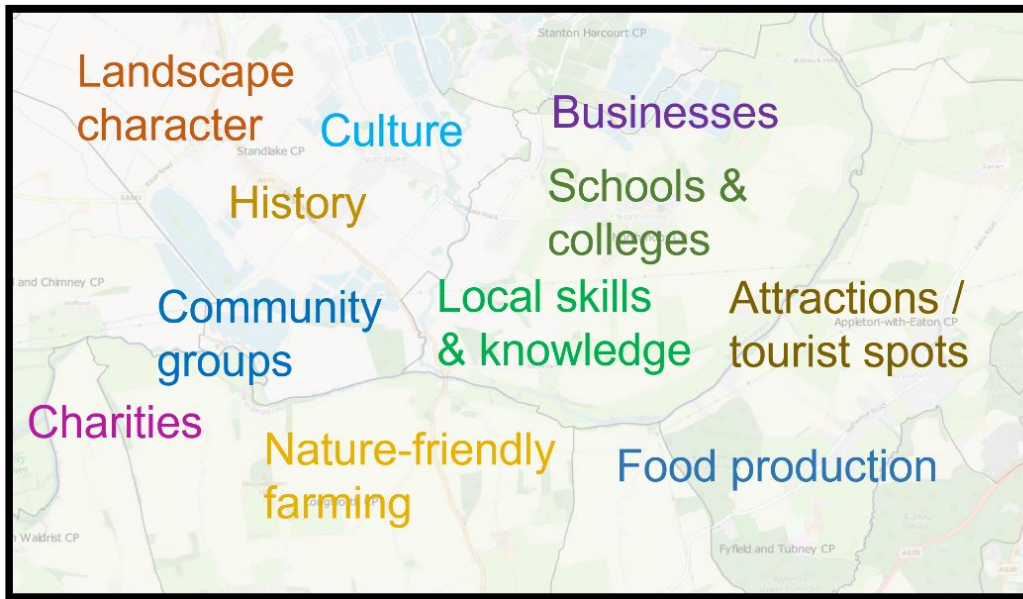 Stanton Harcourt CP
Landscape
character
Culture
Businesses
Standlake CP
History
Schools &
colleges
and Chimney CP
Community
groups
Local skills
& knowledge
Attractions /
tourist spots
Appleton-with-Eaton CP
Charities
Nature-friendly
farming
Food production
n Waldrist CP
Fyfield and Tubney CP